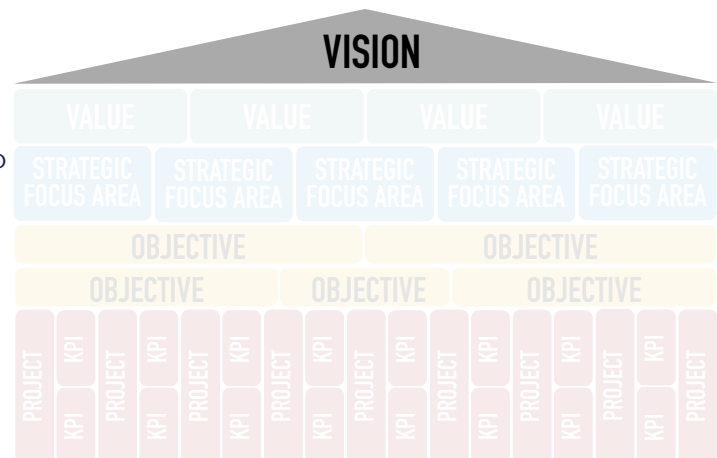 VISION
VALUE VALUE VALUE VALUE
STRATEGIC STRATEGIC STRATEGIC STRATEGIC STRATEGIC
FOCUS AREA FOCUS AREA FOCUS AREA FOCUS AREA FOCUS AREA
OBJECTIVE OBJECTIVE
OBJECTIVE OBJECTIVE OBJECTIVE
PROJECT KPI PROJECT KPI PROJECT KPI PROJECT KPI PROJECT KPI PROJECT KPI PROJECT KPI PROJECT KPI PROJECT
KPI KPI KPI KPI KPI KPI KPI KPI